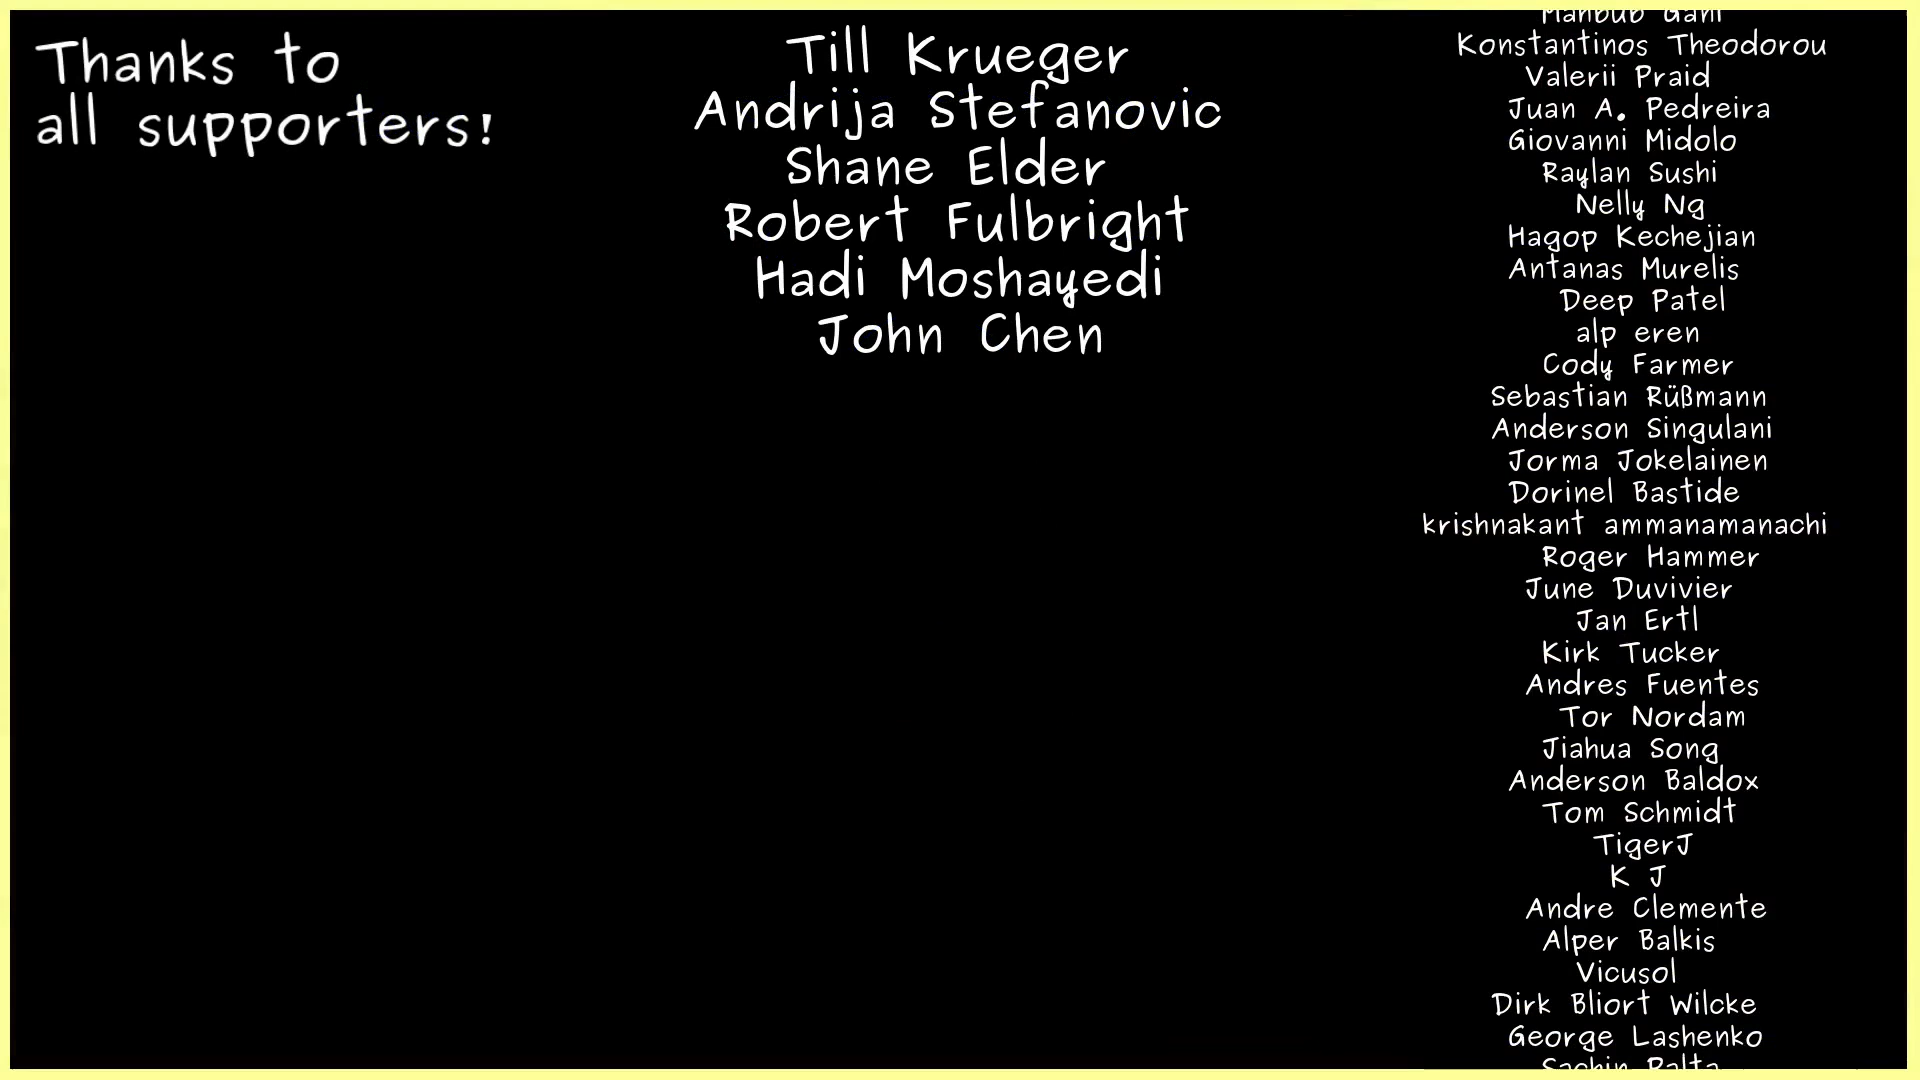 Thanks to
all supporters!
Till Krueger
Andrija Stefanovic
Shane Elder
Robert Fulbright
Hadi Moshayedi
John Chen
Mahbub Gani
Konstantinos Theodorou
Valerii Praid
Juan A. Pedreira
Giovanni Midolo
Raylan Sushi
Nelly Ng
Hagop Kechejian
Antanas Murelis
Deep Patel
alp eren
Cody Farmer
Sebastian Rüßmann
Anderson Singulani
Jorma Jokelainen
Dorinel Bastide
krishnakant ammanamanachi
Roger Hammer
June Duvivier
Jan Ertl
Kirk Tucker
Andres Fuentes
Tor Nordam
Jiahua Song
Anderson Baldox
Tom Schmidt
TigerJ
K J
Andre Clemente
Alper Balkis
Vicusol
Dirk Bliort Wilcke
George Lashenko
Sachin